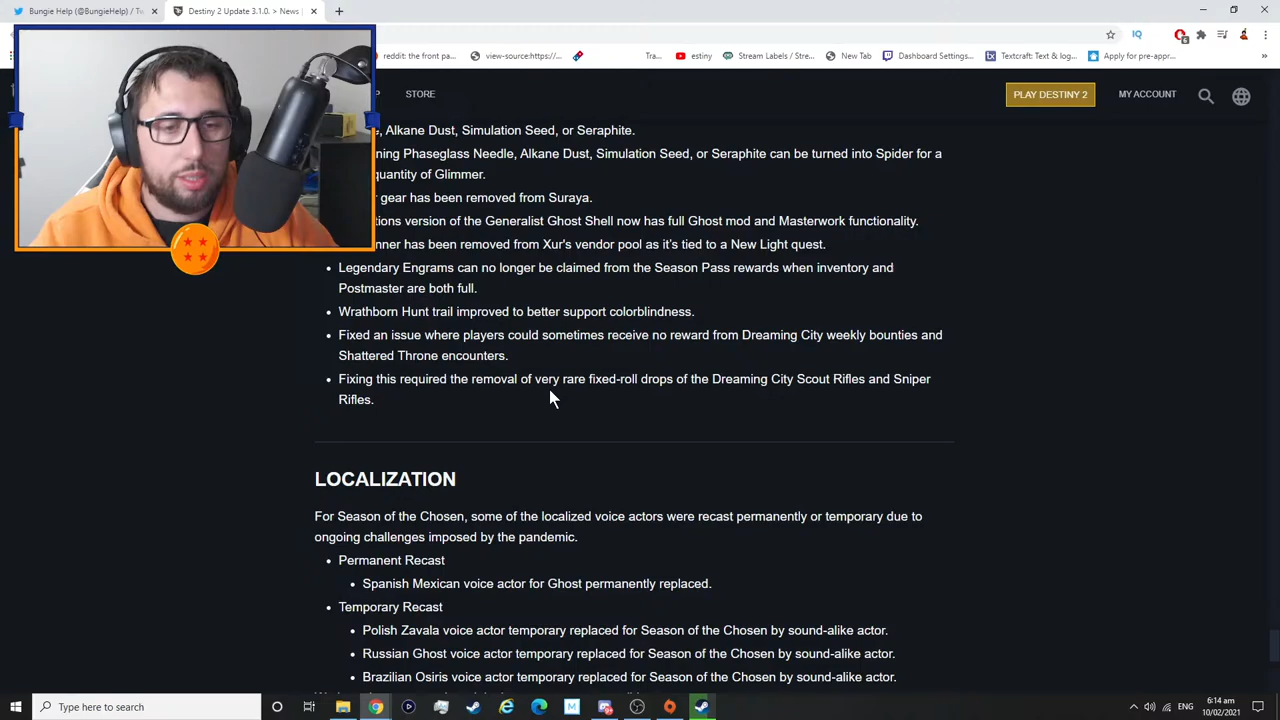 Bungie Help (@BungieHelp) / Tw
Destiny 2 Update 3.1.0. > News |
reddit: the front pa...
view-source:https://...
Tra...
estiny
Stream Labels / Stre...
New Tab
Dashboard Settings...
Textcraft: Text & log...
Apply for pre-appr...
STORE
PLAY DESTINY 2
MY ACCOUNT
, Alkane Dust, Simulation Seed, or Seraphite.
ning Phaseglass Needle, Alkane Dust, Simulation Seed, or Seraphite can be turned into Spider for a
quantity of Glimmer.
gear has been removed from Suraya.
tions version of the Generalist Ghost Shell now has full Ghost mod and Masterwork functionality.
nner has been removed from Xur's vendor pool as it's tied to a New Light quest.
• Legendary Engrams can no longer be claimed from the Season Pass rewards when inventory and
Postmaster are both full.
• Wrathborn Hunt trail improved to better support colorblindness.
• Fixed an issue where players could sometimes receive no reward from Dreaming City weekly bounties and
Shattered Throne encounters.
• Fixing this required the removal of very rare fixed-roll drops of the Dreaming City Scout Rifles and Sniper
Rifles.
LOCALIZATION
For Season of the Chosen, some of the localized voice actors were recast permanently or temporary due to
ongoing challenges imposed by the pandemic.
• Permanent Recast
• Spanish Mexican voice actor for Ghost permanently replaced.
• Temporary Recast
• Polish Zavala voice actor temporary replaced for Season of the Chosen by sound-alike actor.
• Russian Ghost voice actor temporary replaced for Season of the Chosen by sound-alike actor.
• Brazilian Osiris voice actor temporary replaced for Season of the Chosen by sound-alike actor.
Type here to search
ENG
6:14 am
10/02/2021